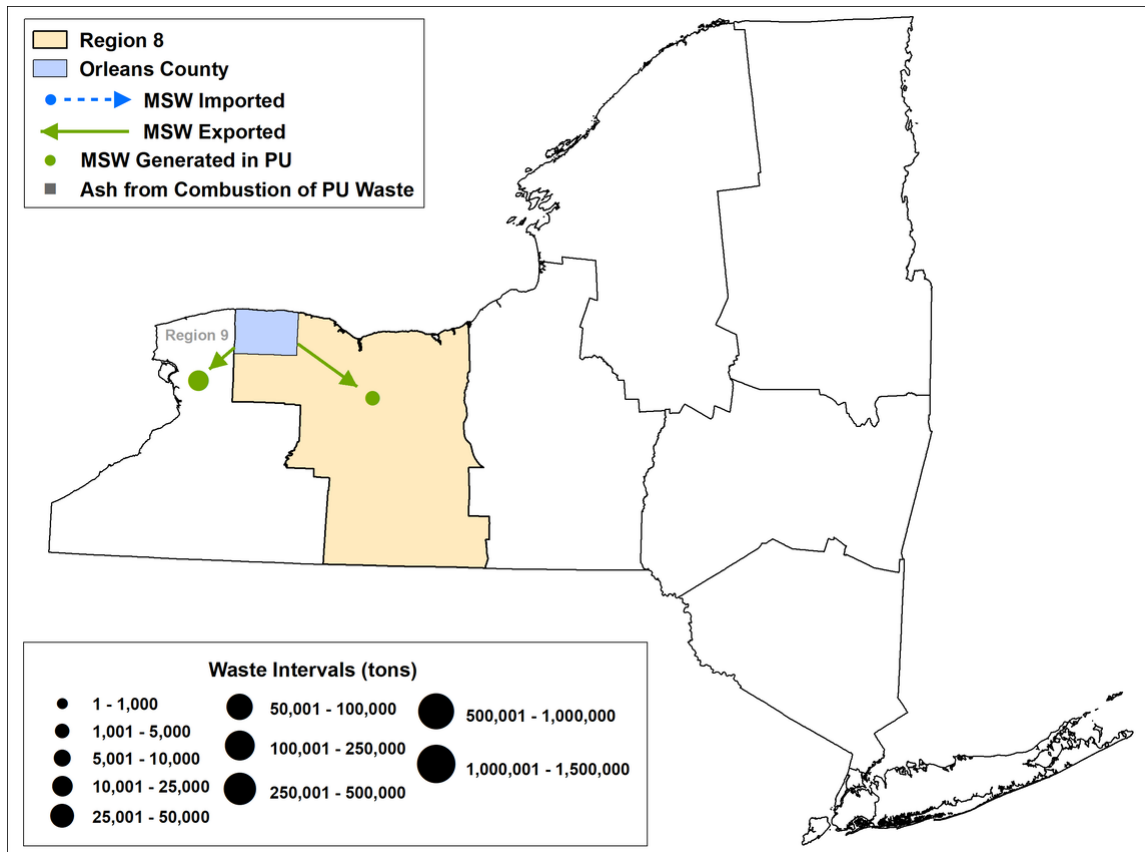 Region 8
Orleans County
MSW Imported
MSW Exported
MSW Generated in PU
Ash from Combustion of PU Waste
Region 9
Waste Intervals (tons)
1 - 1,000
1,001 - 5,000
5,001 - 10,000
10,001 - 25,000
25,001 - 50,000
50,001 - 100,000
100,001 - 250,000
250,001 - 500,000
500,001 - 1,000,000
1,000,001 - 1,500,000